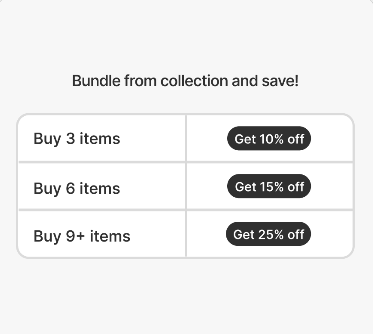 Bundle from collection and save!
Buy 3 items
Get 10% off
Buy 6 items
Get 15% off
Buy 9+ items
Get 25% off